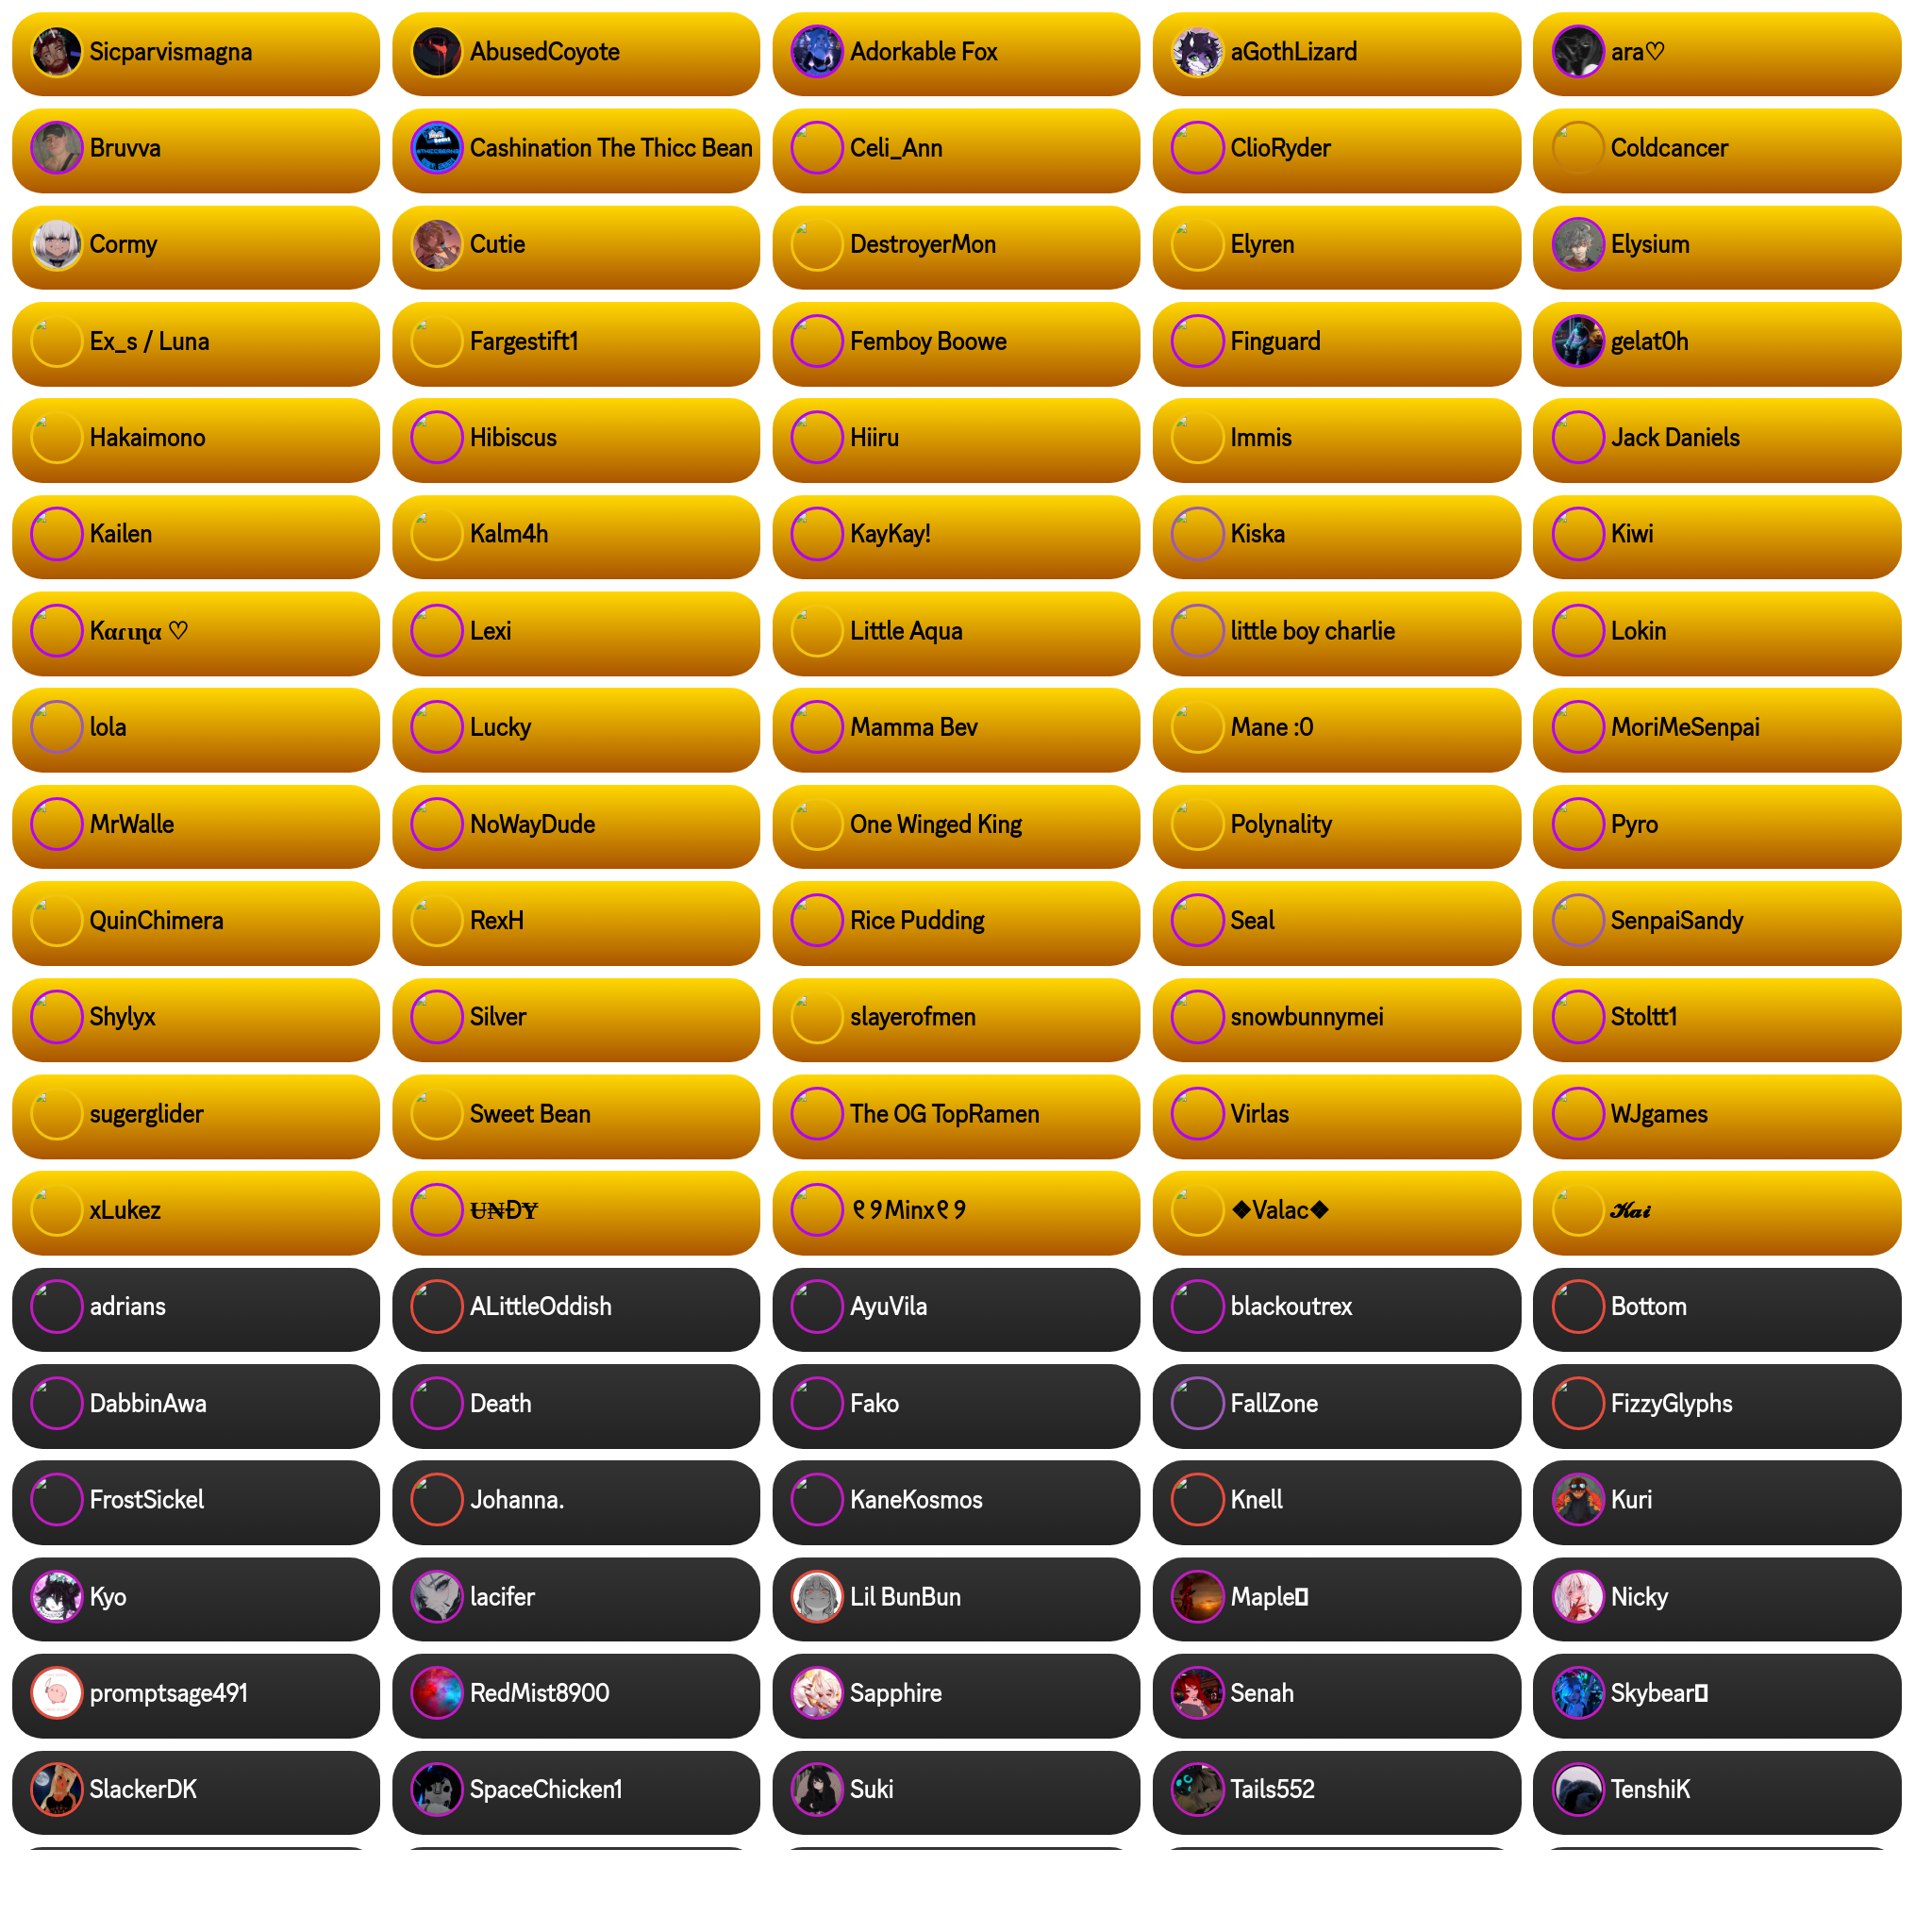 Sicparvismagna
AbusedCoyote
Adorkable Fox
aGothLizard
ara♡
Bruvva
Cashination The Thicc Bean
Celi_Ann
ClioRyder
Coldcancer
Cormy
Cutie
DestroyerMon
Elyren
Elysium
Ex_s / Luna
Fargestift1
Femboy Boowe
Finguard
gelat0h
Hakaimono
Hibiscus
Hiiru
Immis
Jack Daniels
Kailen
Kalm4h
KayKay!
Kiska
Kiwi
Kαɾιɳα ♡
Lexi
Little Aqua
little boy charlie
Lokin
lola
Lucky
Mamma Bev
Mane :0
MoriMeSenpai
MrWalle
NoWayDude
One Winged King
Polynality
Pyro
QuinChimera
RexH
Rice Pudding
Seal
SenpaiSandy
Shylyx
Silver
slayerofmen
snowbunnymei
Stoltt1
sugerglider
Sweet Bean
The OG TopRamen
Virlas
WJgames
xLukez
Ʉ₦ĐɎ
୧୨Minx୧୨
❖Valac❖
𝓚𝓪𝓲
adrians
ALittleOddish
AyuVila
blackoutrex
Bottom
DabbinAwa
Death
Fako
FallZone
FizzyGlyphs
FrostSickel
Johanna.
KaneKosmos
Knell
Kuri
Kyo
lacifer
Lil BunBun
Maple
Nicky
promptsage491
RedMist8900
Sapphire
Senah
Skybear
SlackerDK
SpaceChicken1
Suki
Tails552
TenshiK